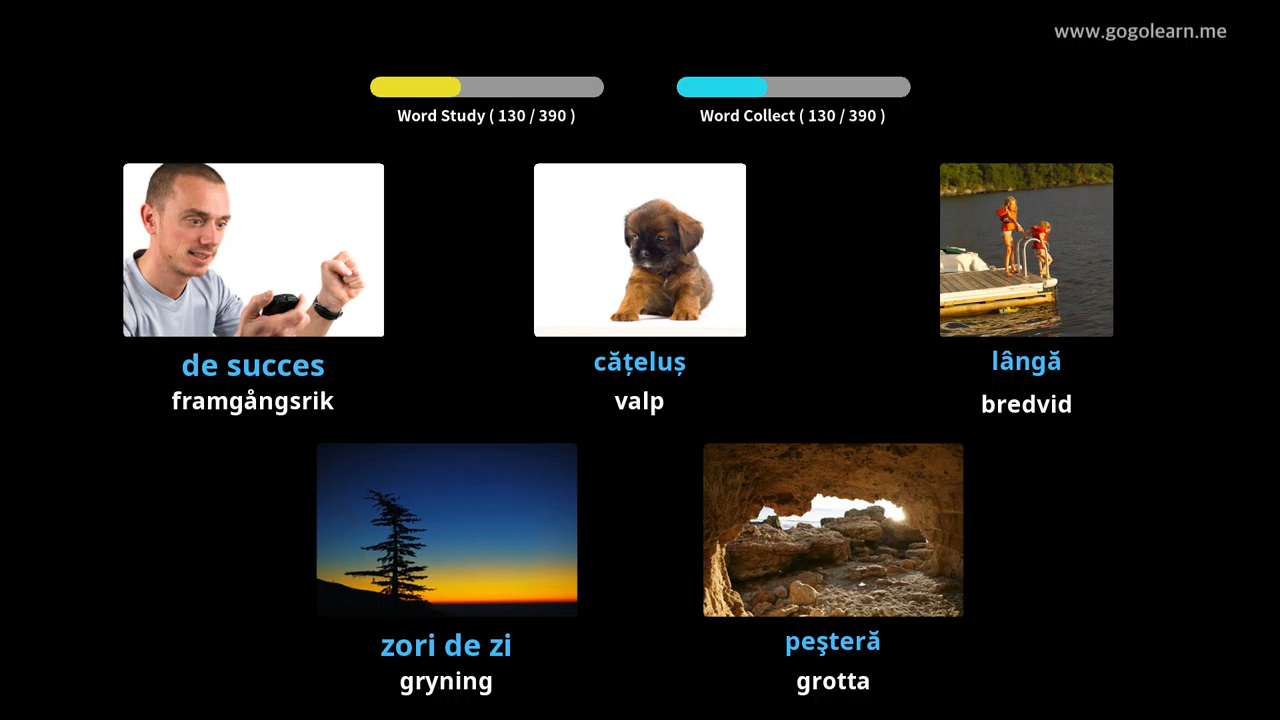 www.gogolearn.me
Word Study ( 130 / 390 )
Word Collect ( 130 / 390 )
de succes
framgångsrik
cățeluș
valp
lângă
bredvid
zori de zi
gryning
peşteră
grotta